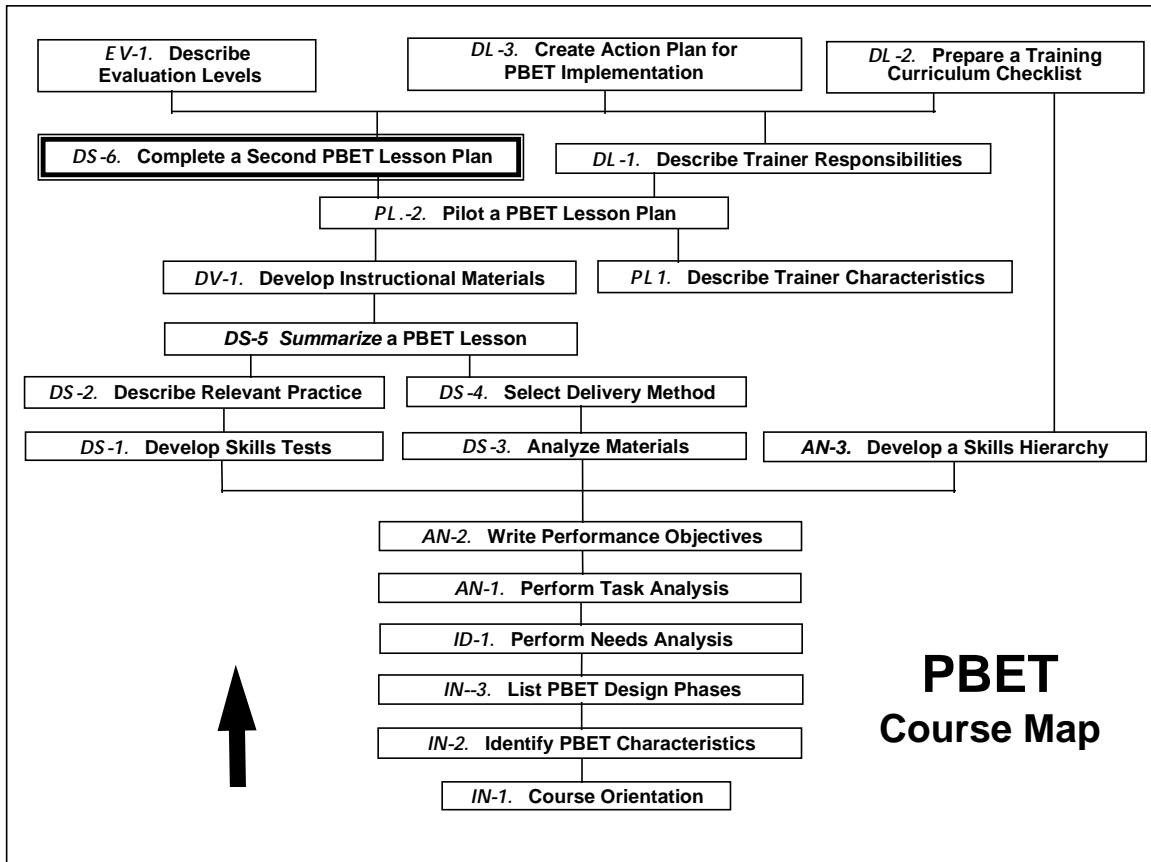 EV-1. Describe
Evaluation Levels
DL-3. Create Action Plan for
PBET Implementation
DL-2. Prepare a Training
Curriculum Checklist
DS-6. Complete a Second PBET Lesson Plan
DL-1. Describe Trainer Responsibilities
PL.-2. Pilot a PBET Lesson Plan
DV-1. Develop Instructional Materials
PL1. Describe Trainer Characteristics
DS-5 Summarize a PBET Lesson
DS-2. Describe Relevant Practice
DS-4. Select Delivery Method
DS-1. Develop Skills Tests
DS-3. Analyze Materials
AN-3. Develop a Skills Hierarchy
AN-2. Write Performance Objectives
AN-1. Perform Task Analysis
ID-1. Perform Needs Analysis
IN--3. List PBET Design Phases
IN-2. Identify PBET Characteristics
IN-1. Course Orientation
PBET
Course Map